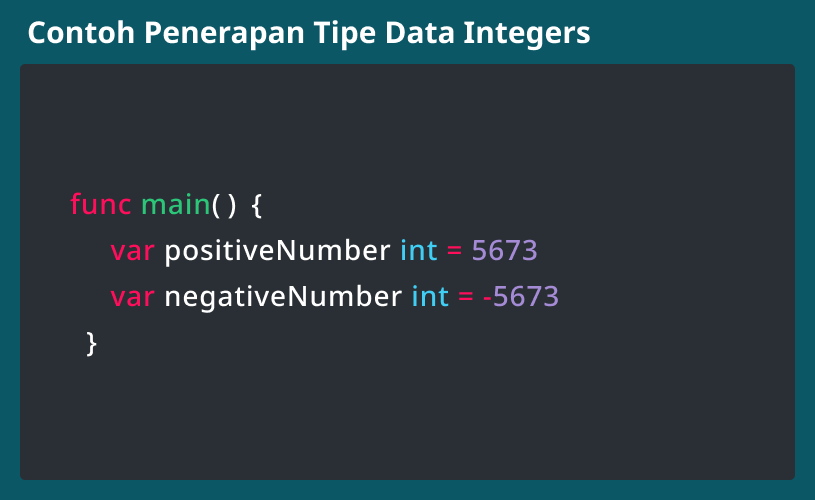 Contoh Penerapan Tipe Data Integers
func main() {
var positiveNumber int = 5673
var negativeNumber int = -5673
}